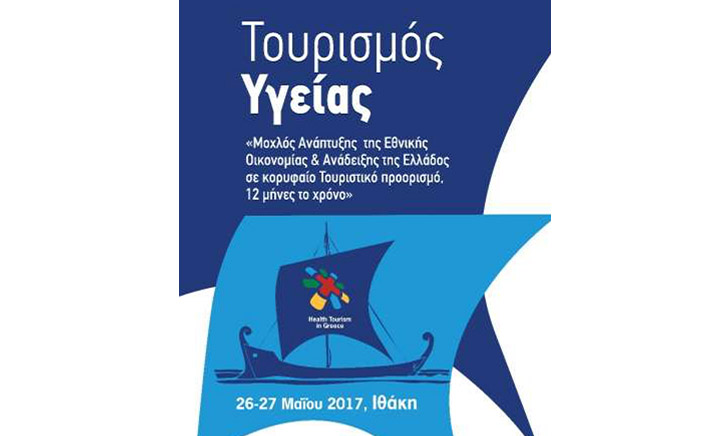 Τουρισμός
Υγείας
«Μοχλός Ανάπτυξης της Εθνικής
Οικονομίας & Ανάδειξης της Ελλάδος
σε κορυφαίο Τουριστικό προορισμό,
12 μήνες το χρόνο»
Health Tourism
in Greece
26-27 Μαΐου 2017, Ιθάκη